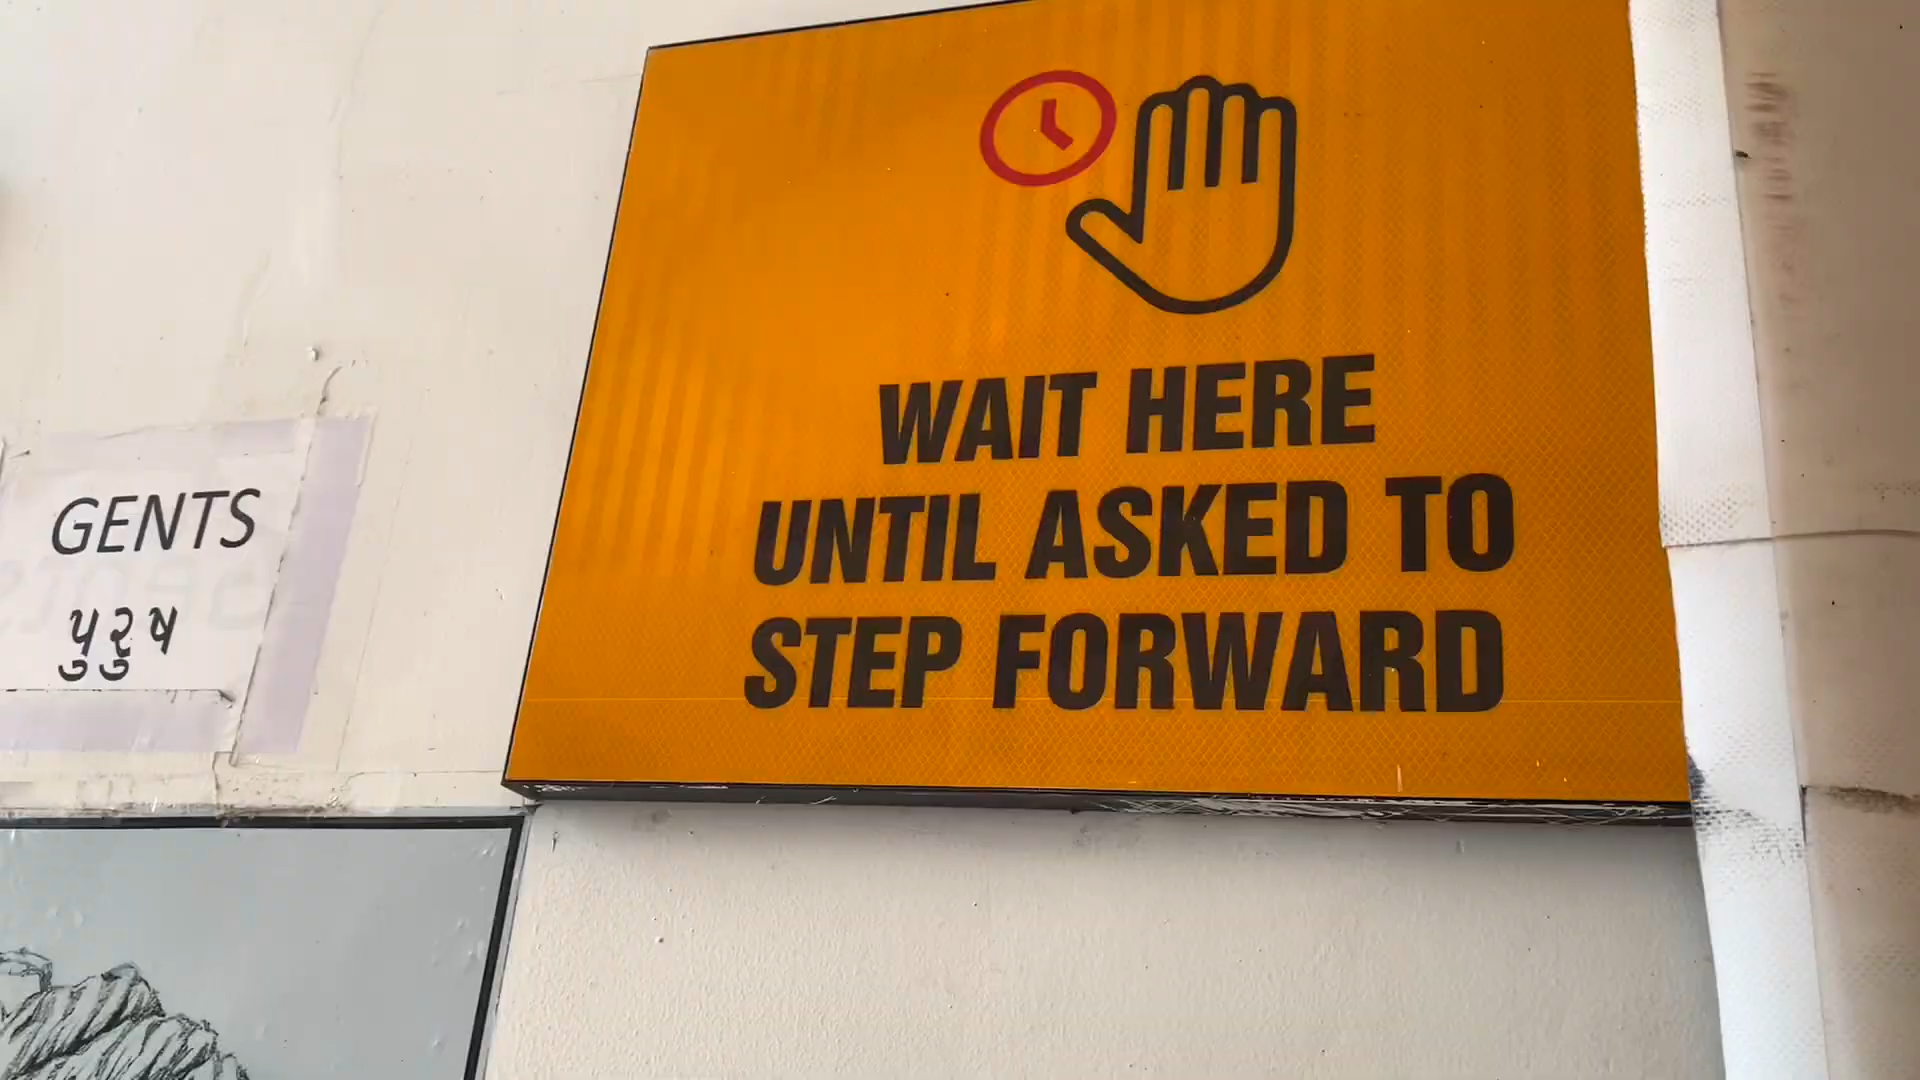 WAIT HERE
UNTIL ASKED TO
STEP FORWARD
GENTS
પુરુષ